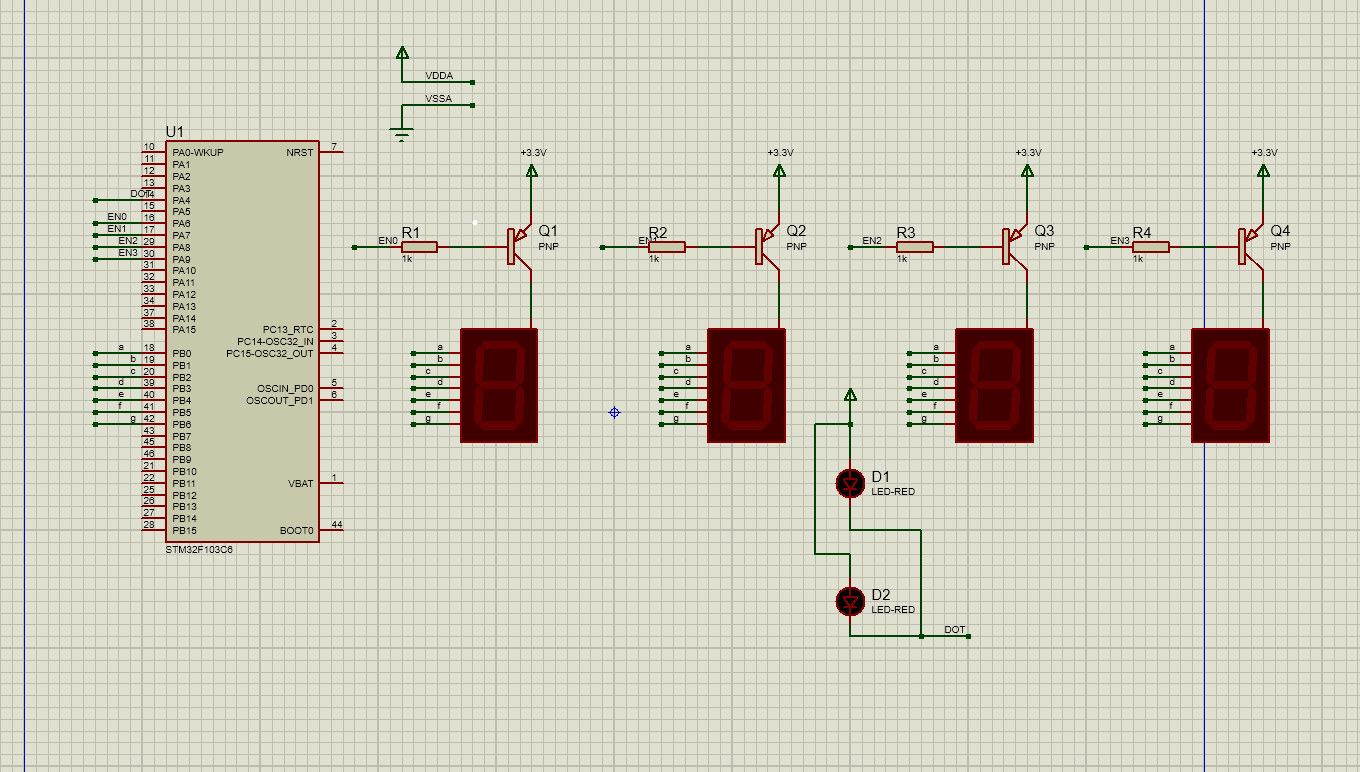 VDDA
VSSA
U1
10 PA0-WKUP NRST 7
11 PA1
12 PA2
13 PA3
DOT 14 PA4
15 PA5
EN0 16 PA6
EN1 17 PA7
EN2 29 PA8
EN3 30 PA9
31 PA10
32 PA11
33 PA12
34 PA13
37 PA14
38 PA15
PC13_RTC 2
PC14-OSC32_IN 3
PC15-OSC32_OUT 4
a 18 PB0
b 19 PB1
c 20 PB2
d 39 PB3 OSCIN_PD0 5
e 40 PB4 OSCOUT_PD1 6
f 41 PB5
g 42 PB6
43 PB7
45 PB8
46 PB9
21 PB10
22 PB11 VBAT 1
25 PB12
26 PB13
27 PB14
28 PB15 BOOT0 44
STM32F103C6
+3.3V
EN0 R1 1k
Q1
PNP
a
b
c
d
e
f
g
+3.3V
EN1 R2 1k
Q2
PNP
a
b
c
d
e
f
g
+3.3V
EN2 R3 1k
Q3
PNP
a
b
c
d
e
f
g
+3.3V
EN3 R4 1k
Q4
PNP
a
b
c
d
e
f
g
D1
LED-RED
D2
LED-RED
DOT